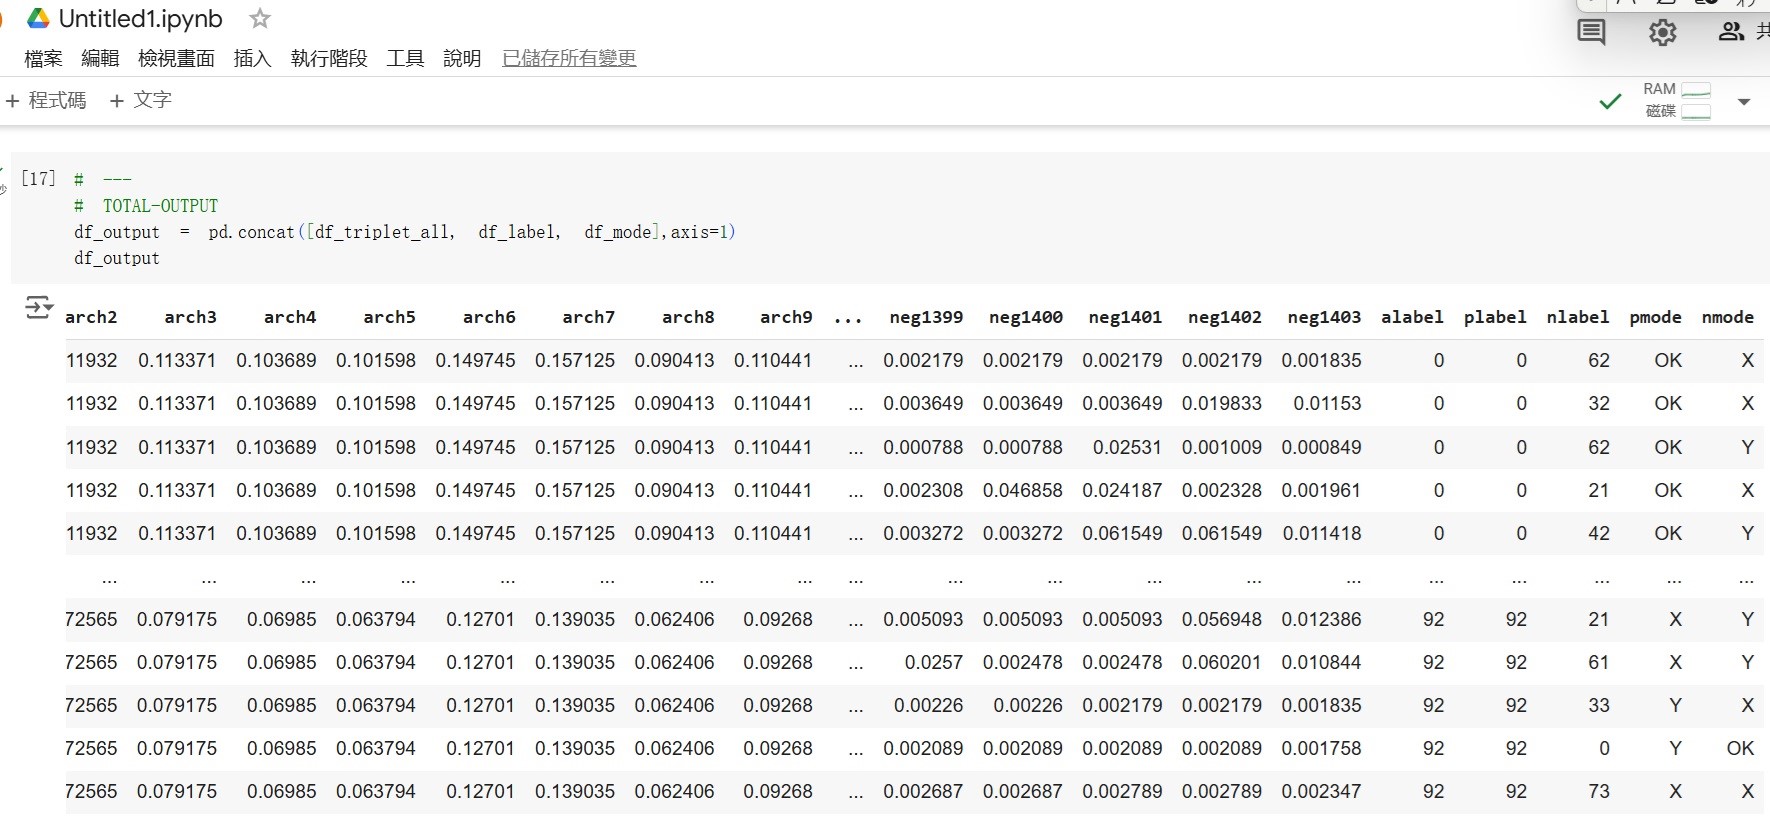 Untitled1.ipynb
檔案 編輯 檢視畫面 插入 執行階段 工具 說明 已儲存所有變更
+ 程式碼 + 文字
RAM
磁碟
[17] # ---
# TOTAL-OUTPUT
df_output = pd.concat([df_triplet_all, df_label, df_mode],axis=1)
df_output
arch2 arch3 arch4 arch5 arch6 arch7 arch8 arch9 ... neg1399 neg1400 neg1401 neg1402 neg1403 alabel plabel nlabel pmode nmode
11932 0.113371 0.103689 0.101598 0.149745 0.157125 0.090413 0.110441 ... 0.002179 0.002179 0.002179 0.002179 0.001835 0 0 62 OK X
11932 0.113371 0.103689 0.101598 0.149745 0.157125 0.090413 0.110441 ... 0.003649 0.003649 0.003649 0.019833 0.01153 0 0 32 OK X
11932 0.113371 0.103689 0.101598 0.149745 0.157125 0.090413 0.110441 ... 0.000788 0.000788 0.02531 0.001009 0.000849 0 0 62 OK Y
11932 0.113371 0.103689 0.101598 0.149745 0.157125 0.090413 0.110441 ... 0.002308 0.046858 0.024187 0.002328 0.001961 0 0 21 OK X
11932 0.113371 0.103689 0.101598 0.149745 0.157125 0.090413 0.110441 ... 0.003272 0.003272 0.061549 0.061549 0.011418 0 0 42 OK Y
... ... ... ... ... ... ... ... ... ... ... ... ... ... ... ... ... ... ...
72565 0.079175 0.06985 0.063794 0.12701 0.139035 0.062406 0.09268 ... 0.005093 0.005093 0.005093 0.056948 0.012386 92 92 21 X Y
72565 0.079175 0.06985 0.063794 0.12701 0.139035 0.062406 0.09268 ... 0.0257 0.002478 0.002478 0.060201 0.010844 92 92 61 X Y
72565 0.079175 0.06985 0.063794 0.12701 0.139035 0.062406 0.09268 ... 0.00226 0.00226 0.002179 0.002179 0.001835 92 92 33 Y X
72565 0.079175 0.06985 0.063794 0.12701 0.139035 0.062406 0.09268 ... 0.002089 0.002089 0.002089 0.002089 0.001758 92 92 0 Y OK
72565 0.079175 0.06985 0.063794 0.12701 0.139035 0.062406 0.09268 ... 0.002687 0.002687 0.002789 0.002789 0.002347 92 92 73 X X